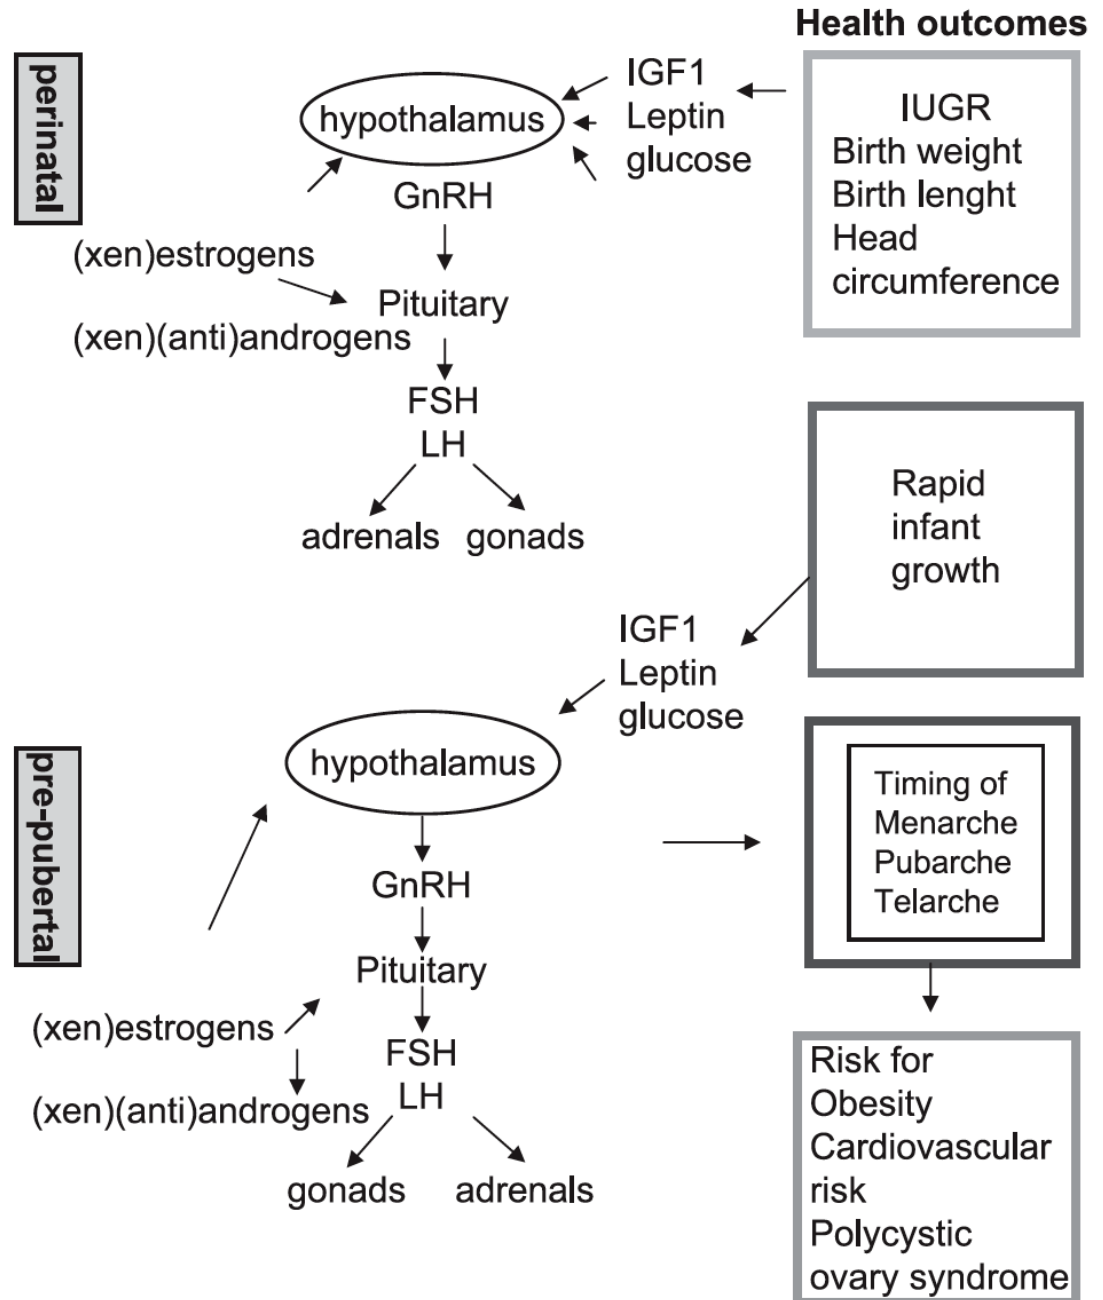 Health outcomes
perinatal
hypothalamus
IGF1
Leptin
glucose
IUGR
Birth weight
Birth lenght
Head
circumference
GnRH
(xen)estrogens
Pituitary
(xen)(anti)androgens
FSH
LH
adrenals
gonads
Rapid
infant
growth
IGF1
Leptin
glucose
pre-pubertal
hypothalamus
Timing of
Menarche
Pubarche
Telarche
GnRH
Pituitary
(xen)estrogens
FSH
LH
(xen)(anti)androgens
gonads
adrenals
Risk for
Obesity
Cardiovascular
risk
Polycystic
ovary syndrome